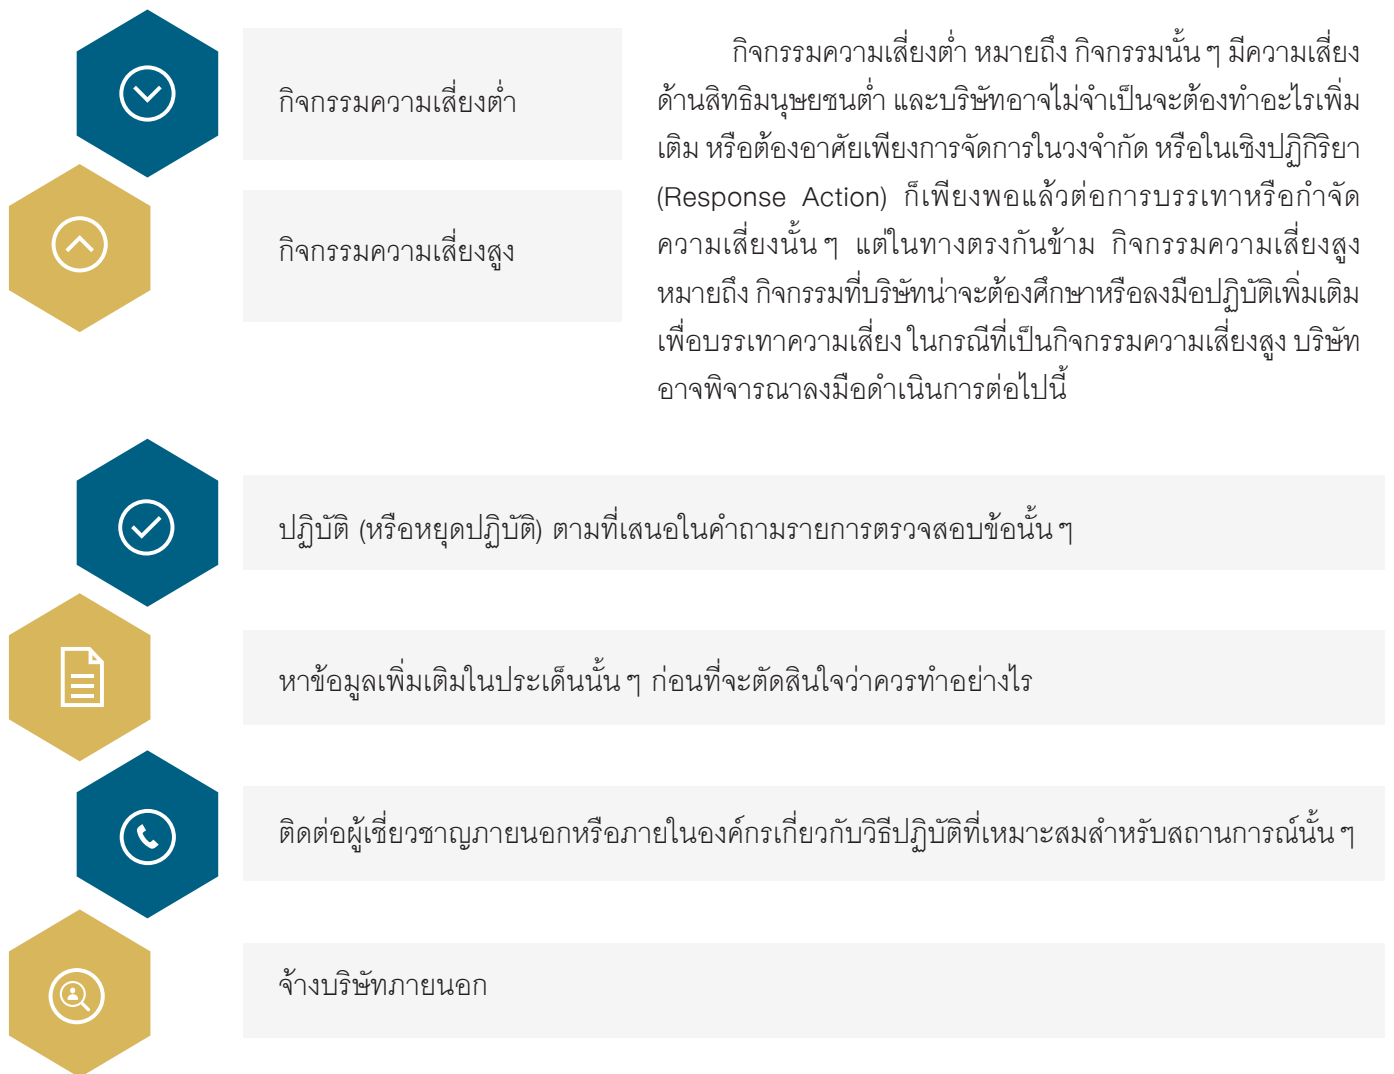 กิจกรรมความเสี่ยงต่ำ
กิจกรรมความเสี่ยงสูง
กิจกรรมความเสี่ยงต่ำ หมายถึง กิจกรรมนั้น ๆ มีความเสี่ยง
ด้านสิทธิมนุษยชนต่ำ และบริษัทอาจไม่จำเป็นจะต้องทำอะไรเพิ่ม
เติม หรือต้องอาศัยเพียงการจัดการในวงจำกัด หรือในเชิงปฏิกิริยา
(Response Action) ก็เพียงพอแล้วต่อการบรรเทาหรือกำจัด
ความเสี่ยงนั้น ๆ แต่ในทางตรงกันข้าม กิจกรรมความเสี่ยงสูง
หมายถึง กิจกรรมที่บริษัทน่าจะต้องศึกษาหรือลงมือปฏิบัติเพิ่มเติม
เพื่อบรรเทาความเสี่ยง ในกรณีที่เป็นกิจกรรมความเสี่ยงสูง บริษัท
อาจพิจารณาลงมือดำเนินการต่อไปนี้
ปฏิบัติ (หรือหยุดปฏิบัติ) ตามที่เสนอในคำถามรายการตรวจสอบข้อนั้น ๆ
หาข้อมูลเพิ่มเติมในประเด็นนั้น ๆ ก่อนที่จะตัดสินใจว่าควรทำอย่างไร
ติดต่อผู้เชี่ยวชาญภายนอกหรือภายในองค์กรเกี่ยวกับวิธีปฏิบัติที่เหมาะสมสำหรับสถานการณ์นั้น ๆ
จ้างบริษัทภายนอก